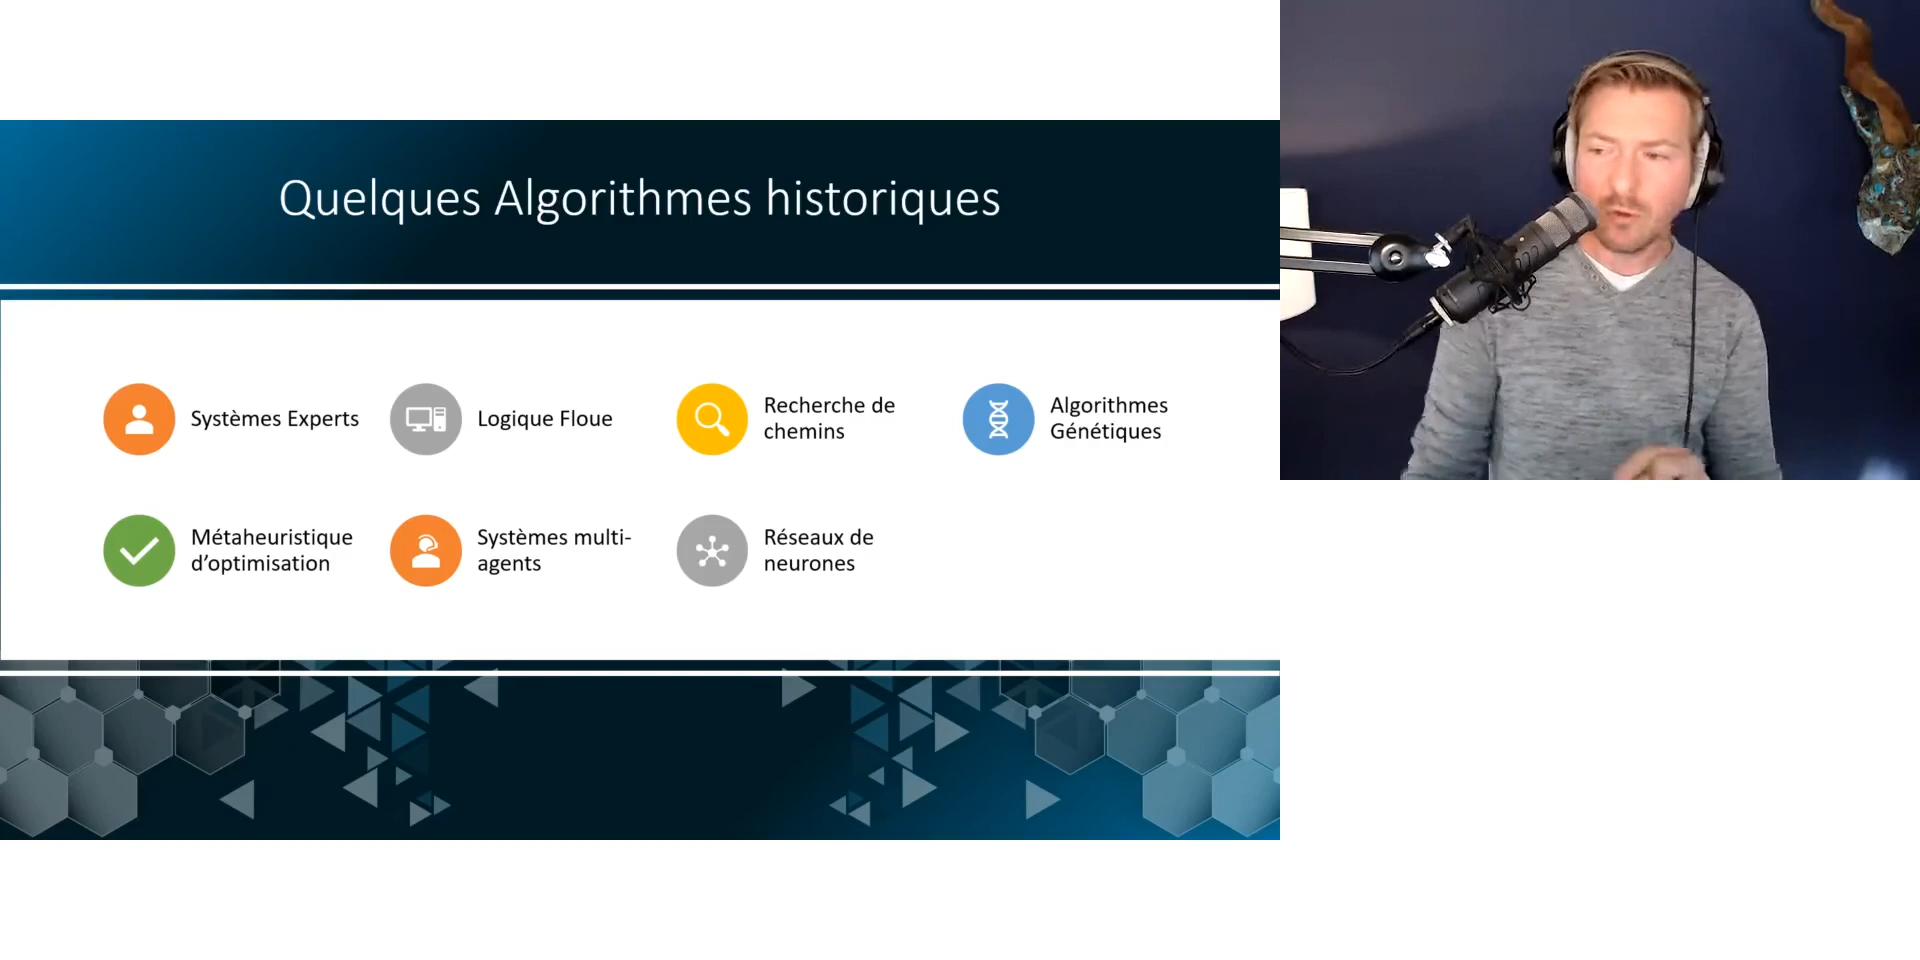 Quelques Algorithmes historiques
Systèmes Experts
Logique Floue
Recherche de
chemins
Algorithmes
Génétiques
Métaheuristique
d'optimisation
Systèmes multi-
agents
Réseaux de
neurones